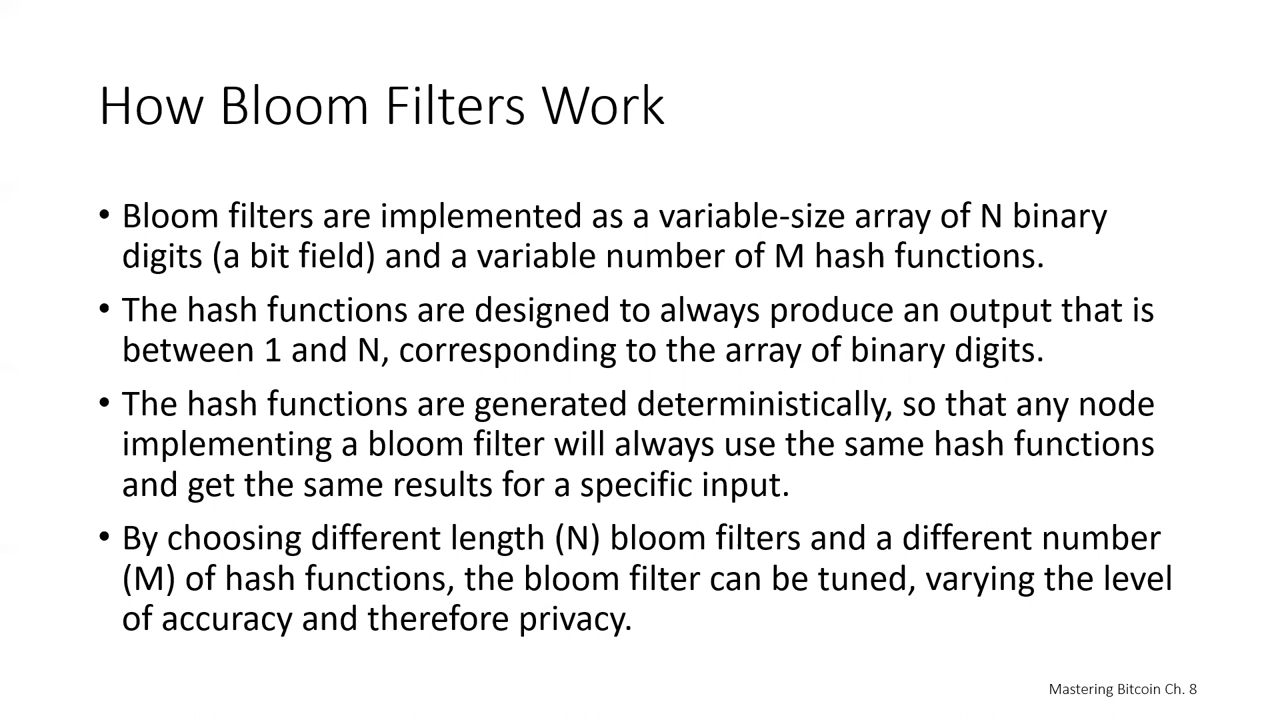 How Bloom Filters Work
• Bloom filters are implemented as a variable-size array of N binary
digits (a bit field) and a variable number of M hash functions.
• The hash functions are designed to always produce an output that is
between 1 and N, corresponding to the array of binary digits.
• The hash functions are generated deterministically, so that any node
implementing a bloom filter will always use the same hash functions
and get the same results for a specific input.
• By choosing different length (N) bloom filters and a different number
(M) of hash functions, the bloom filter can be tuned, varying the level
of accuracy and therefore privacy.
Mastering Bitcoin Ch. 8